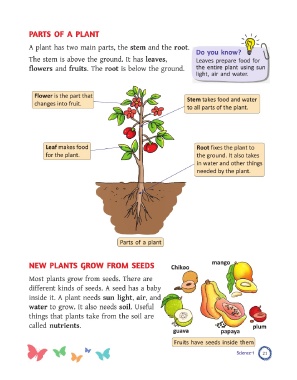 PARTS OF A PLANT
A plant has two main parts, the stem and the root.
The stem is above the ground. It has leaves,
flowers and fruits. The root is below the ground.
Do you know?
Leaves prepare food for
the entire plant using sun
light, air and water.
Flower is the part that
changes into fruit.
Stem takes food and water
to all parts of the plant.
Leaf makes food
for the plant.
Root fixes the plant to
the ground. It also takes
in water and other things
needed by the plant.
Parts of a plant
NEW PLANTS GROW FROM SEEDS
Most plants grow from seeds. There are
different kinds of seeds. A seed has a baby
inside it. A plant needs sun light, air, and
water to grow. It also needs soil. Useful
things that plants take from the soil are
called nutrients.
Chikoo
mango
guava
papaya
plum
Fruits have seeds inside them
Science-1
21